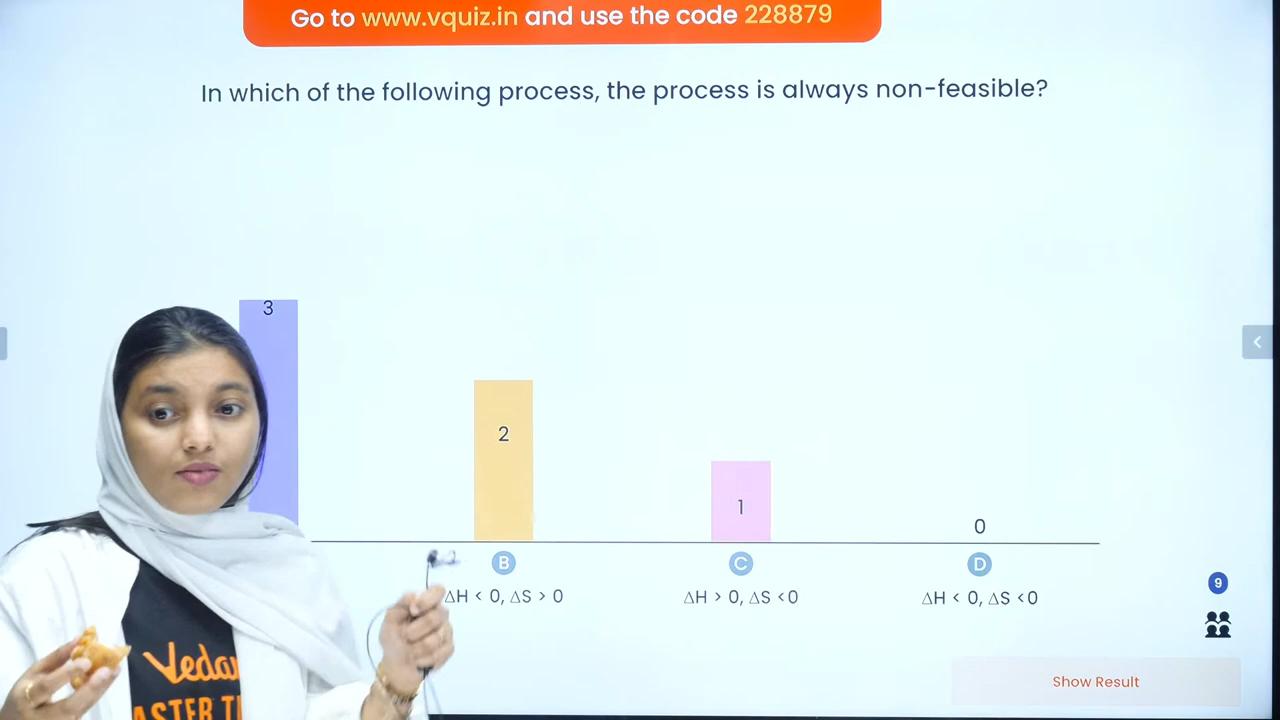 Go to www.vquiz.in and use the code 228879
In which of the following process, the process is always non-feasible?
3
2
1
0
B
C
D
ΔH < 0, ΔS > 0
ΔH > 0, ΔS <0
ΔH < 0, ΔS <0
9
Show Result